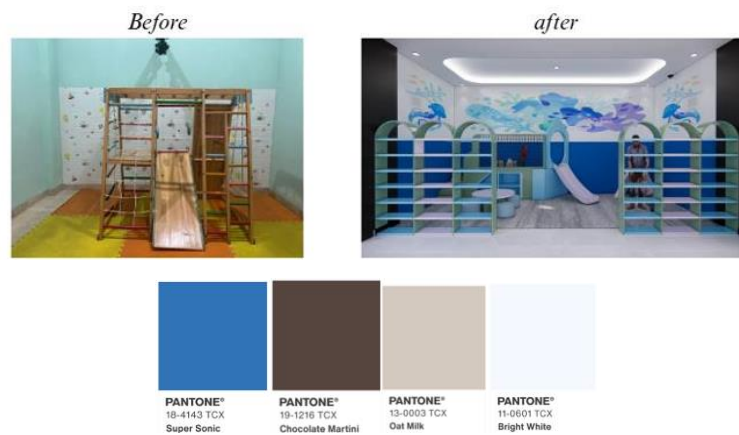 Before
after
PANTONE®
18-4143 TCX
Super Sonic
PANTONE®
19-1216 TCX
Chocolate Martini
PANTONE®
13-0003 TCX
Oat Milk
PANTONE®
11-0601 TCX
Bright White